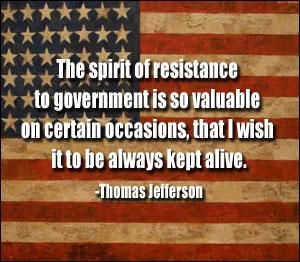 The spirit of resistance
to government is so valuable
on certain occasions, that I wish
it to be always kept alive.
-Thomas Jefferson